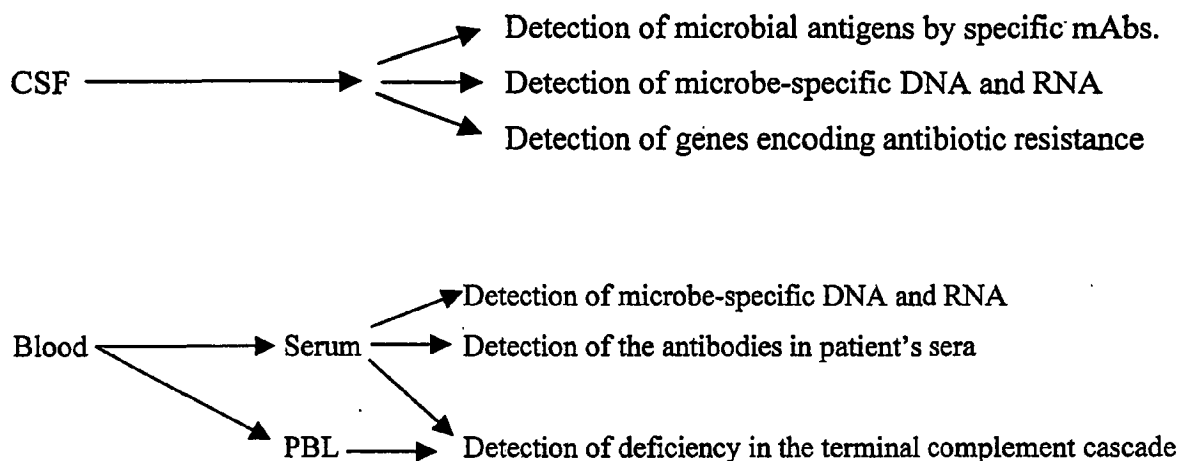 Detection of microbial antigens by specific mAbs.
CSF Detection of microbe-specific DNA and RNA
Detection of genes encoding antibiotic resistance
Detection of microbe-specific DNA and RNA
Blood Serum Detection of the antibodies in patient's sera
PBL Detection of deficiency in the terminal complement cascade